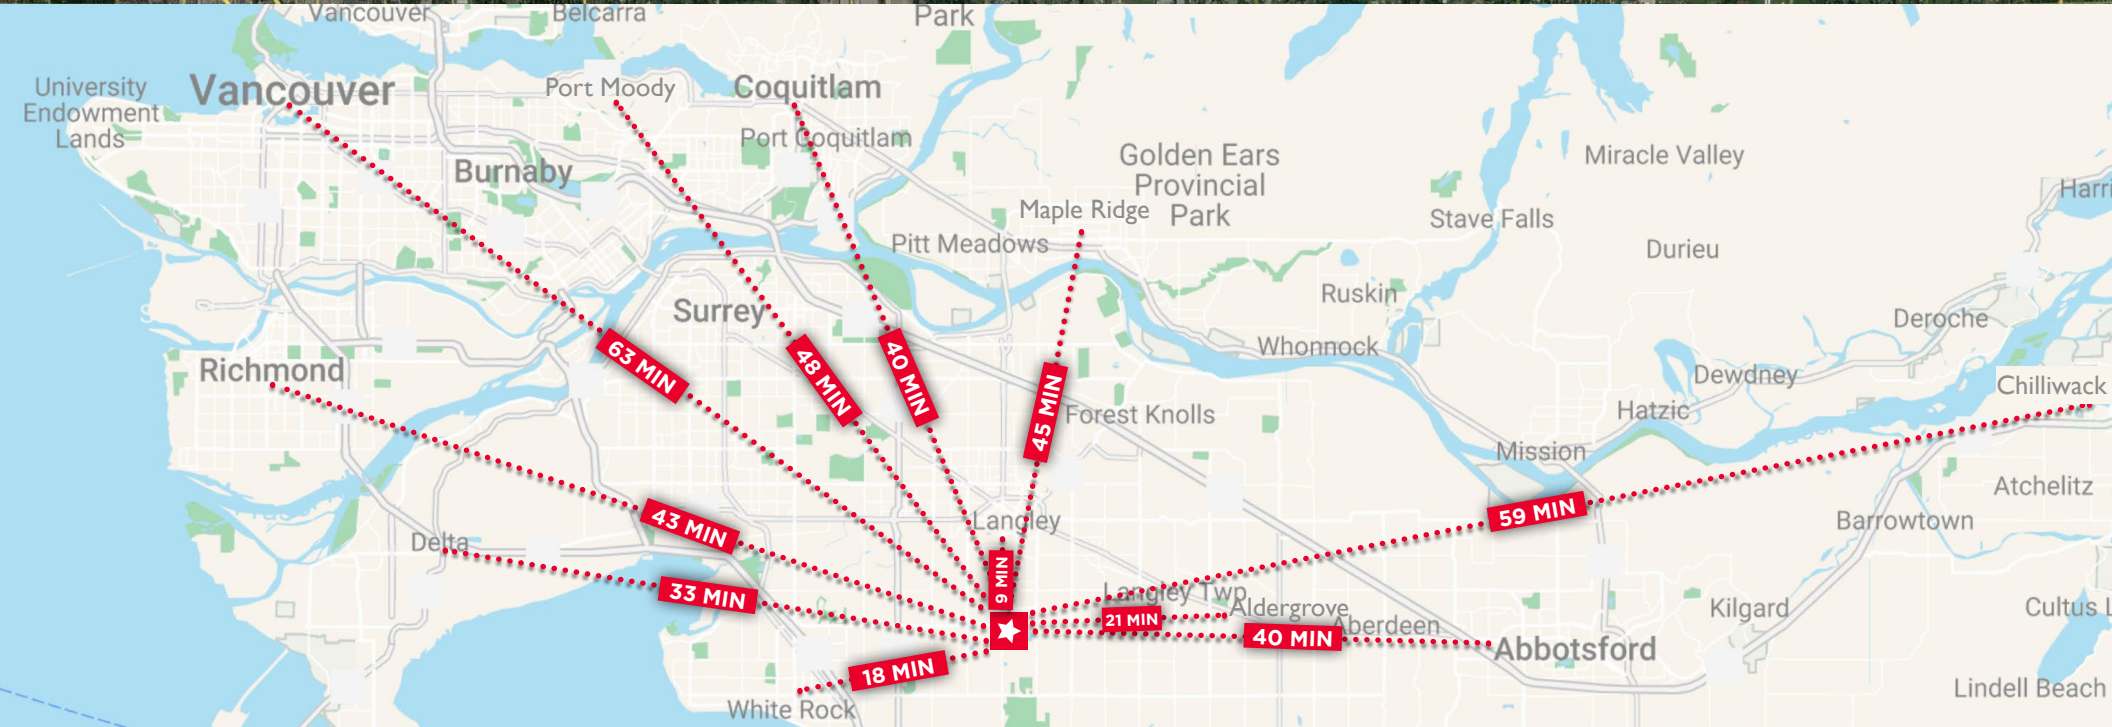 Vancouver
Belcarra
Park
University
Endowment
Lands
Vancouver
Port Moody
Coquitlam
Port Coquitlam
Burnaby
Golden Ears
Provincial
Park
Miracle Valley
Harri
Maple Ridge
Stave Falls
Pitt Meadows
Durieu
Surrey
Ruskin
Deroche
Richmond
63 MIN
48 MIN
40 MIN
45 MIN
Whonnock
Dewdney
Chilliwack
Forest Knolls
Hatzic
Mission
Atchelitz
43 MIN
Langley
59 MIN
Barrowtown
Delta
33 MIN
9 MIN
Langley Twp
21 MIN
Aldergrove
Aberdeen
Kilgard
Cultus L
40 MIN
Abbotsford
18 MIN
White Rock
Lindell Beach